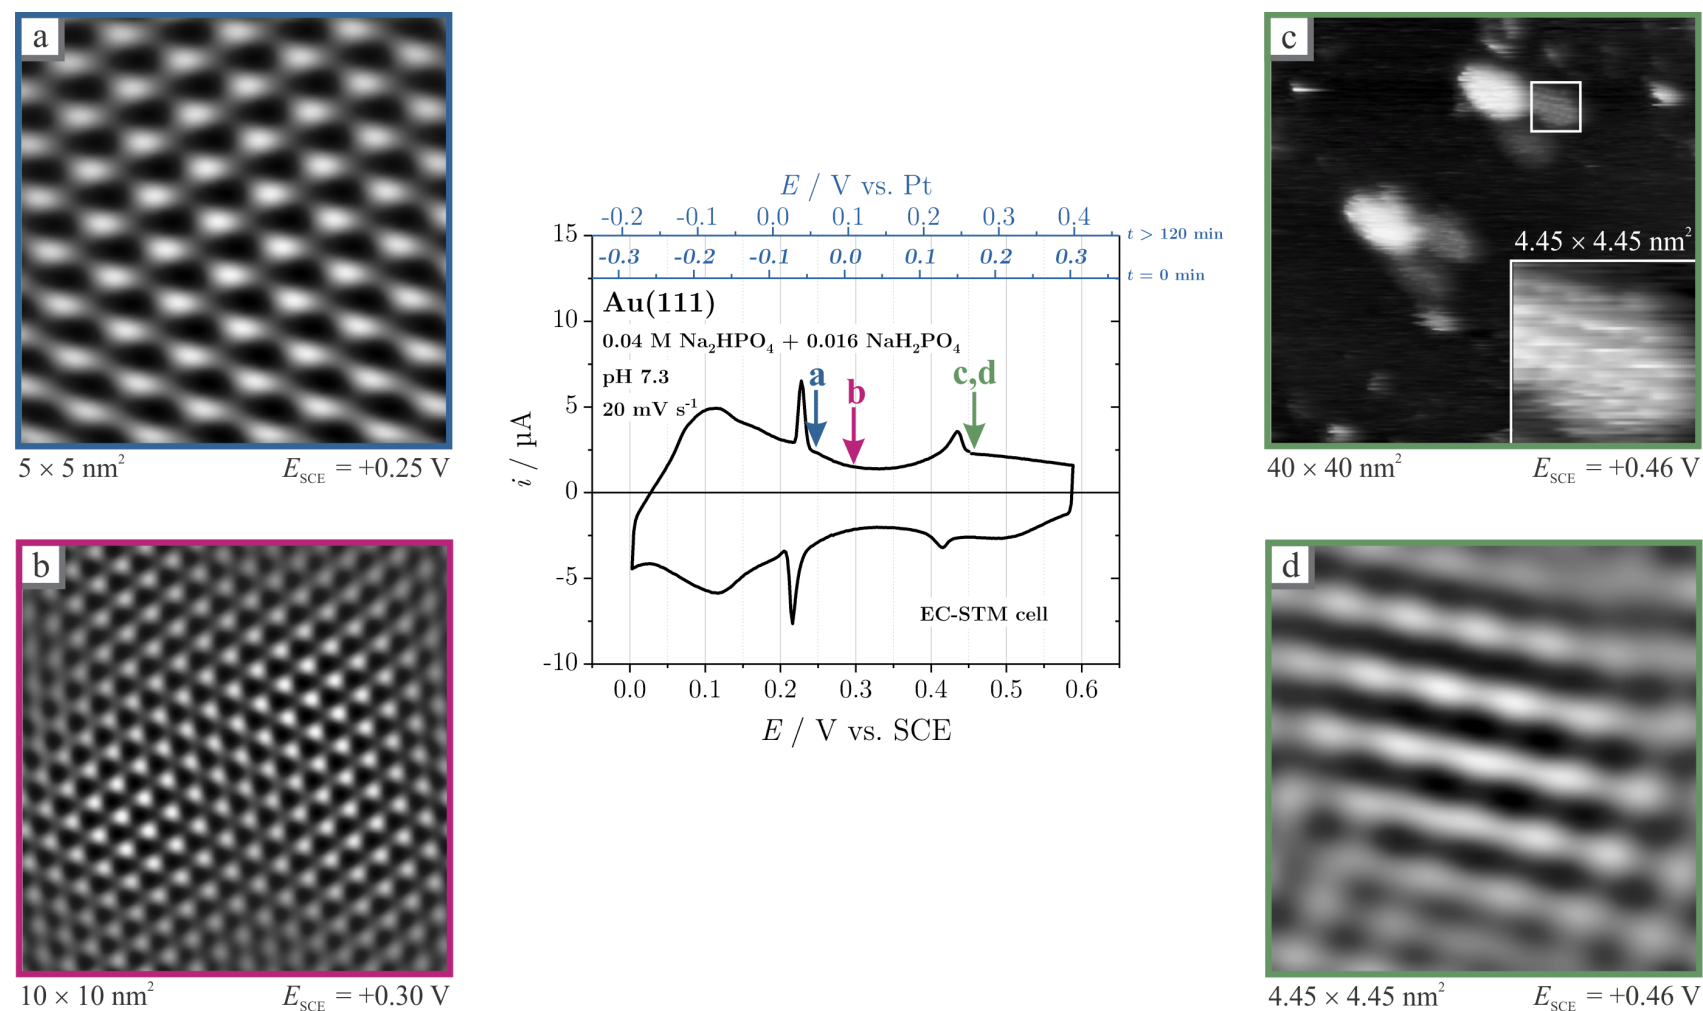 a
5 × 5 nm² E_SCE = +0.25 V
b
10 × 10 nm² E_SCE = +0.30 V
E / V vs. Pt
-0.2 -0.1 0.0 0.1 0.2 0.3 0.4
t > 120 min
-0.3 -0.2 -0.1 0.0 0.1 0.2 0.3
t = 0 min
15
10
5
0
-5
-10
i / µA
Au(111)
0.04 M Na₂HPO₄ + 0.016 NaH₂PO₄
pH 7.3
20 mV s⁻¹
a
b
c,d
EC-STM cell
0.0 0.1 0.2 0.3 0.4 0.5 0.6
E / V vs. SCE
c
4.45 × 4.45 nm²
40 × 40 nm² E_SCE = +0.46 V
d
4.45 × 4.45 nm² E_SCE = +0.46 V